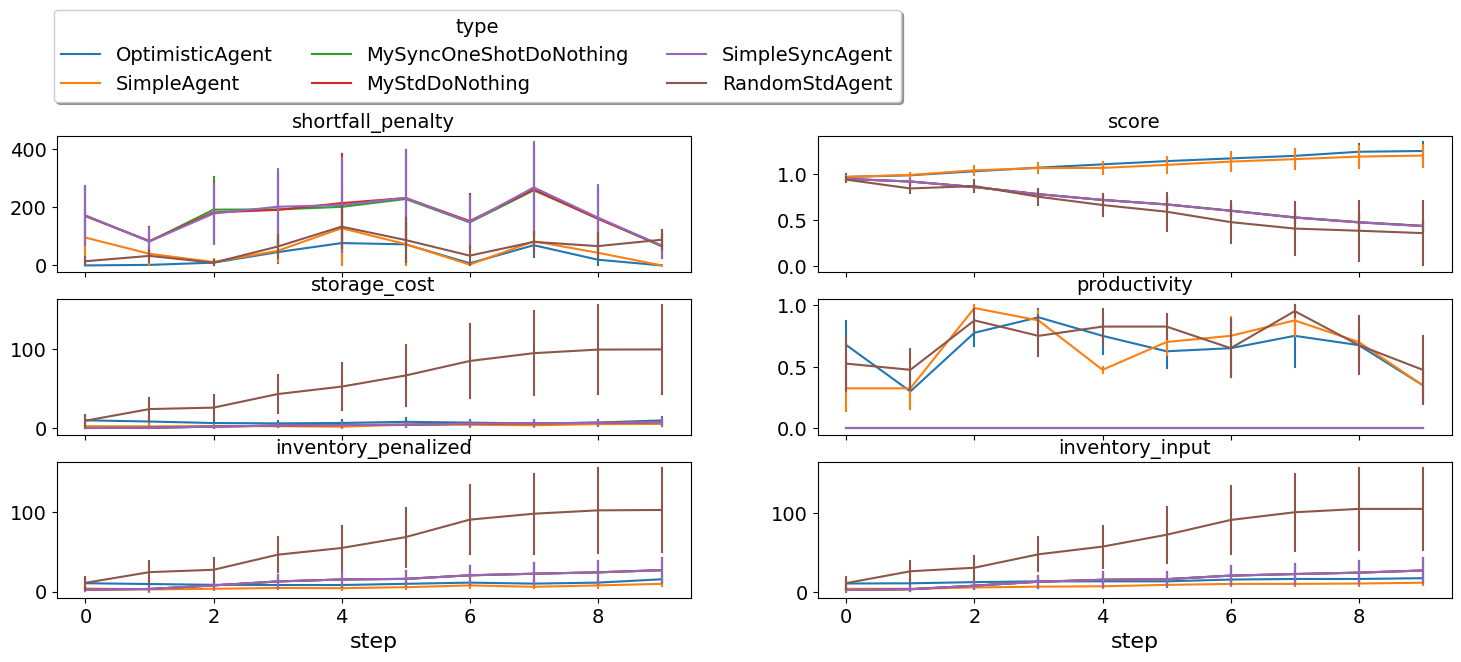 type
OptimisticAgent MySyncOneShotDoNothing SimpleSyncAgent
SimpleAgent MyStdDoNothing RandomStdAgent
shortfall_penalty score
400
200
0
1.0
0.5
0.0
storage_cost productivity
100
0
1.0
0.5
0.0
inventory_penalized inventory_input
100
0
100
0
0 2 4 6 8
step
0 2 4 6 8
step